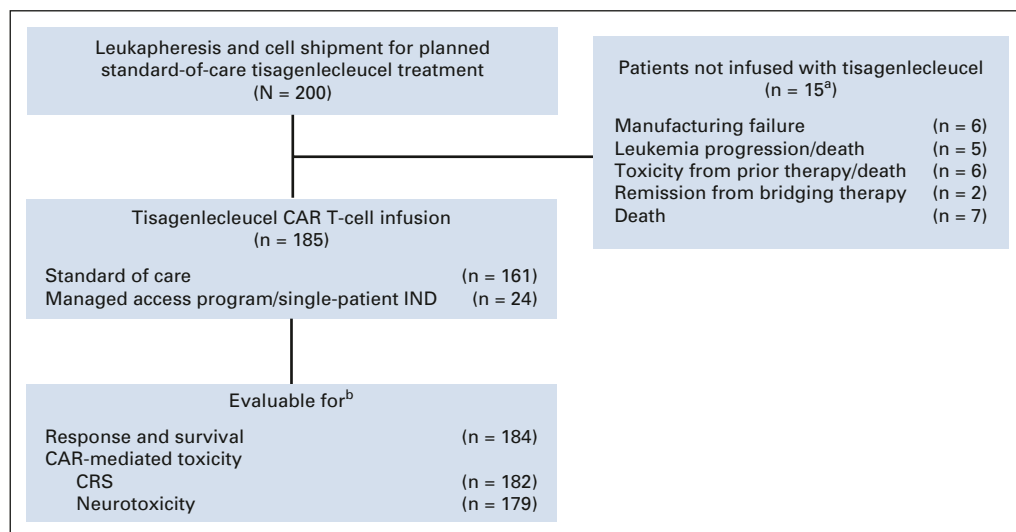 Leukapheresis and cell shipment for planned
standard-of-care tisagenlecleucel treatment
(N = 200)
Patients not infused with tisagenlecleucel
(n = 15a)
Manufacturing failure (n = 6)
Leukemia progression/death (n = 5)
Toxicity from prior therapy/death (n = 6)
Remission from bridging therapy (n = 2)
Death (n = 7)
Tisagenlecleucel CAR T-cell infusion
(n = 185)
Standard of care (n = 161)
Managed access program/single-patient IND (n = 24)
Evaluable forb
Response and survival (n = 184)
CAR-mediated toxicity
CRS (n = 182)
Neurotoxicity (n = 179)